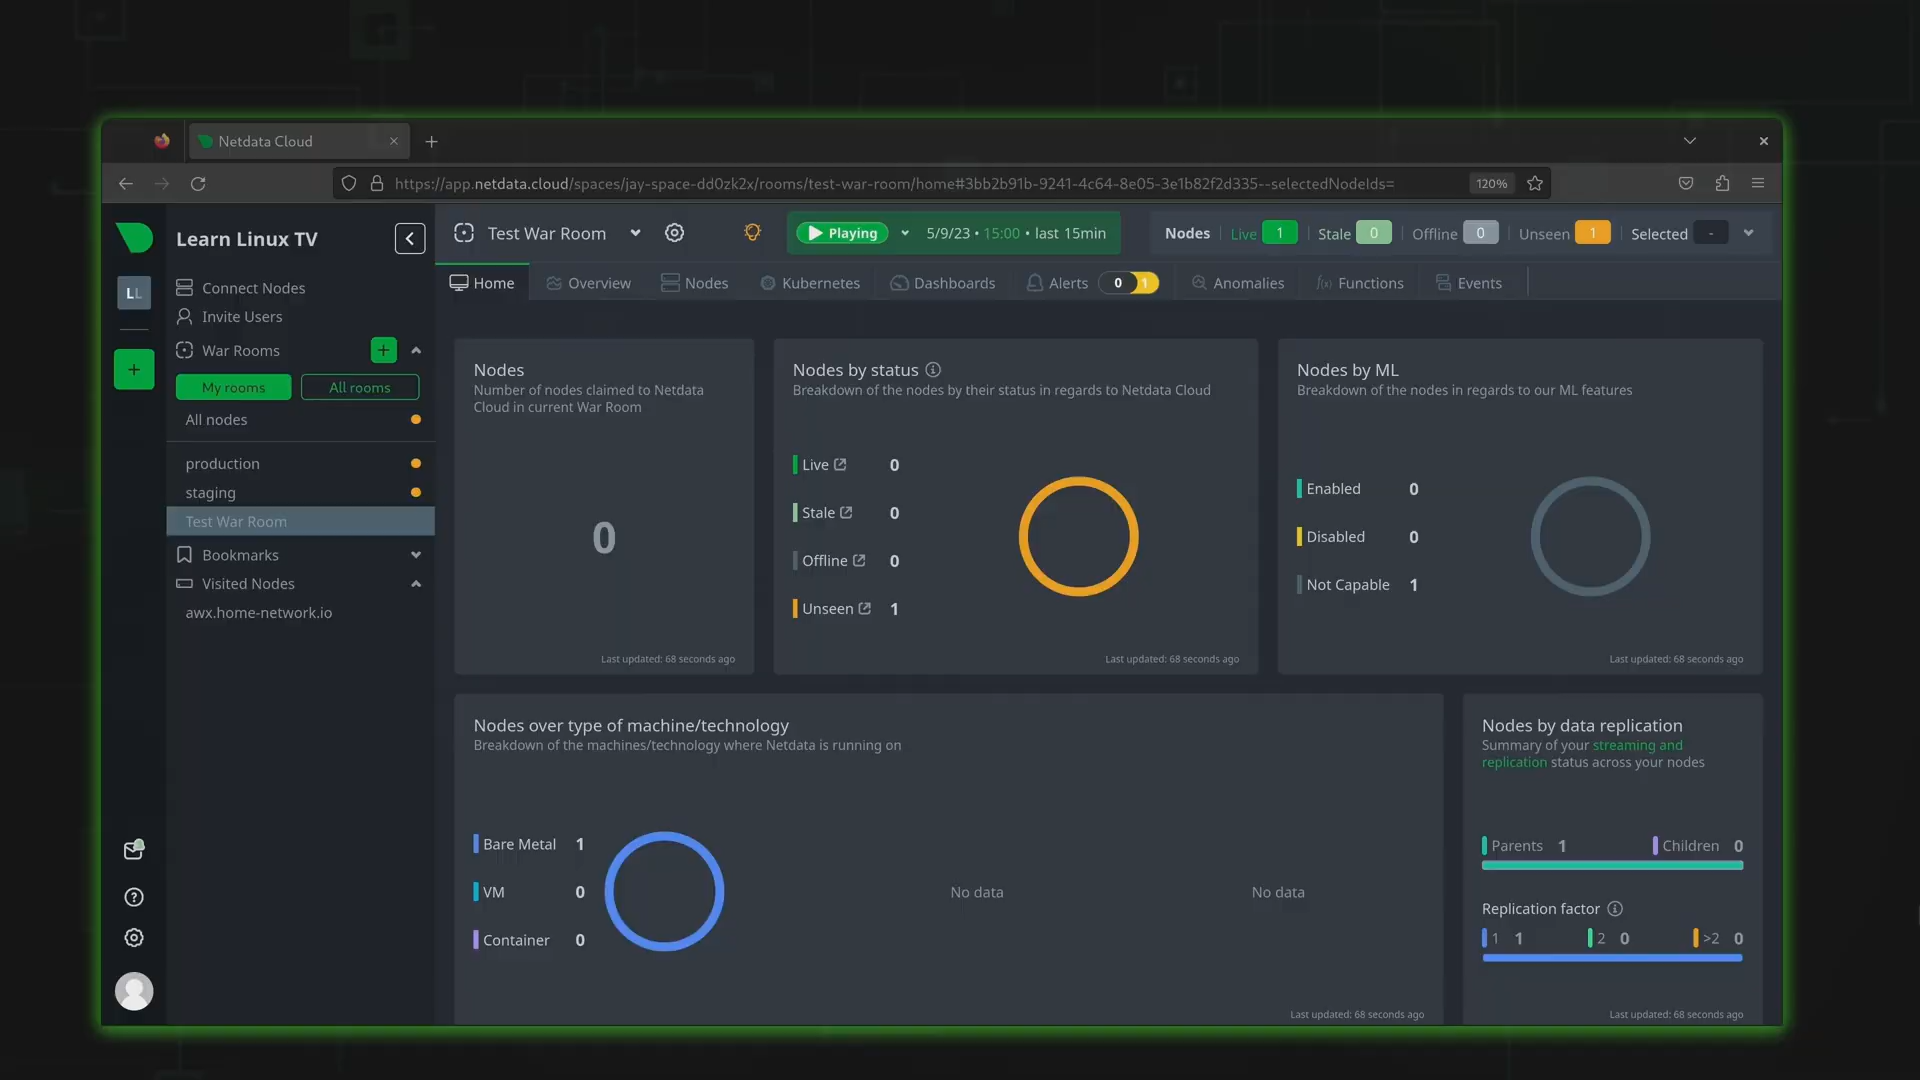 Netdata Cloud
https://app.netdata.cloud/spaces/jay-space-dd0zk2x/rooms/test-war-room/home#3bb2b91b-9241-4c64-8e05-3e1b82f2d335--selectedNodeIds=
120%
Learn Linux TV
LL
Connect Nodes
Invite Users
War Rooms
My rooms
All rooms
All nodes
production
staging
Test War Room
Bookmarks
Visited Nodes
awx.home-network.io
Test War Room
Playing
5/9/23 • 15:00 • last 15min
Nodes Live 1 Stale 0 Offline 0 Unseen 1 Selected -
Home Overview Nodes Kubernetes Dashboards Alerts 0 1 Anomalies f(x) Functions Events
Nodes
Number of nodes claimed to Netdata
Cloud in current War Room
0
Last updated: 68 seconds ago
Nodes by status
Breakdown of the nodes by their status in regards to Netdata Cloud
Live 0
Stale 0
Offline 0
Unseen 1
Last updated: 68 seconds ago
Nodes by ML
Breakdown of the nodes in regards to our ML features
Enabled 0
Disabled 0
Not Capable 1
Last updated: 68 seconds ago
Nodes over type of machine/technology
Breakdown of the machines/technology where Netdata is running on
Bare Metal 1
VM 0
Container 0
No data
No data
Last updated: 68 seconds ago
Nodes by data replication
Summary of your streaming and
replication status across your nodes
Parents 1 Children 0
Replication factor
1 1 2 0 >2 0
Last updated: 68 seconds ago